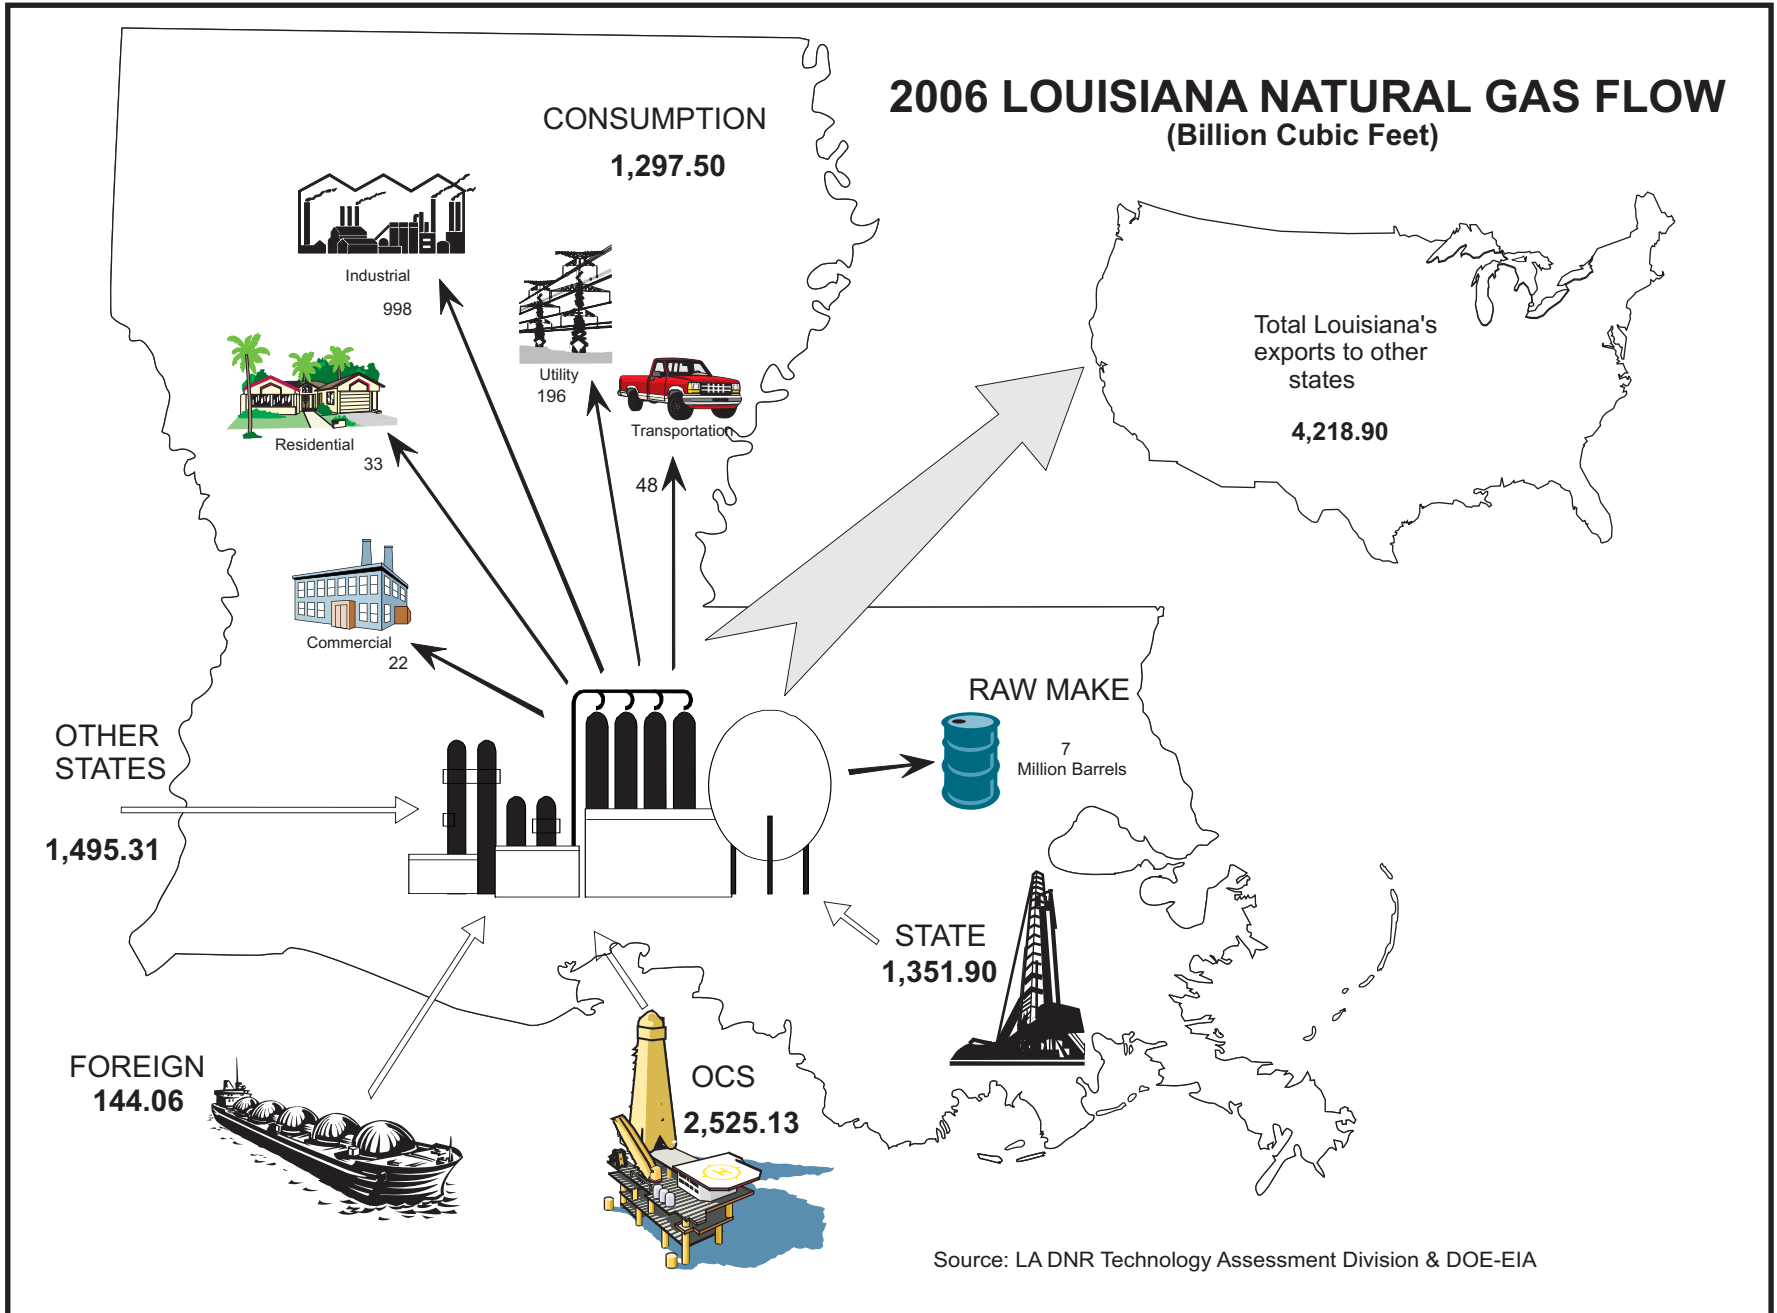 2006 LOUISIANA NATURAL GAS FLOW
(Billion Cubic Feet)
CONSUMPTION
1,297.50
Industrial
998
Utility
196
Transportation
48
Residential
33
Commercial
22
Total Louisiana's
exports to other
states
4,218.90
RAW MAKE
7
Million Barrels
OTHER
STATES
1,495.31
STATE
1,351.90
FOREIGN
144.06
OCS
2,525.13
H
Source: LA DNR Technology Assessment Division & DOE-EIA